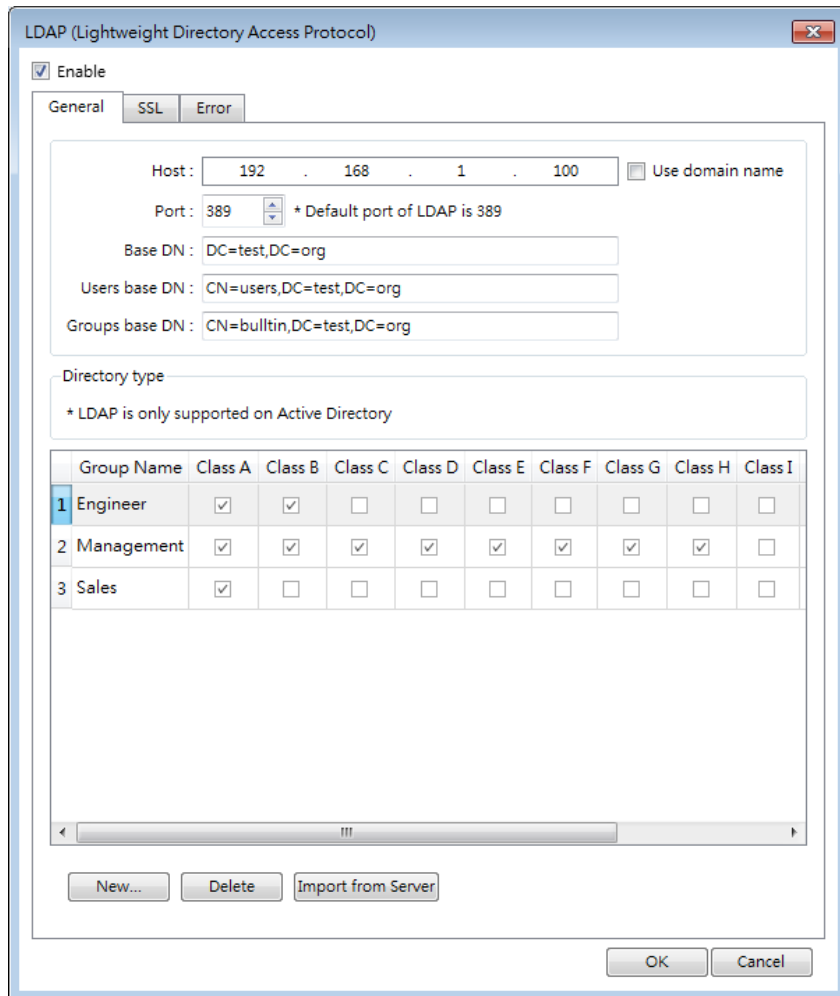 LDAP (Lightweight Directory Access Protocol)
Enable
General SSL Error
Host : 192 . 168 . 1 . 100 Use domain name
Port : 389 * Default port of LDAP is 389
Base DN : DC=test,DC=org
Users base DN : CN=users,DC=test,DC=org
Groups base DN : CN=bulltin,DC=test,DC=org
Directory type
* LDAP is only supported on Active Directory
Group Name Class A Class B Class C Class D Class E Class F Class G Class H Class I
1 Engineer
2 Management
3 Sales
New... Delete Import from Server
OK Cancel